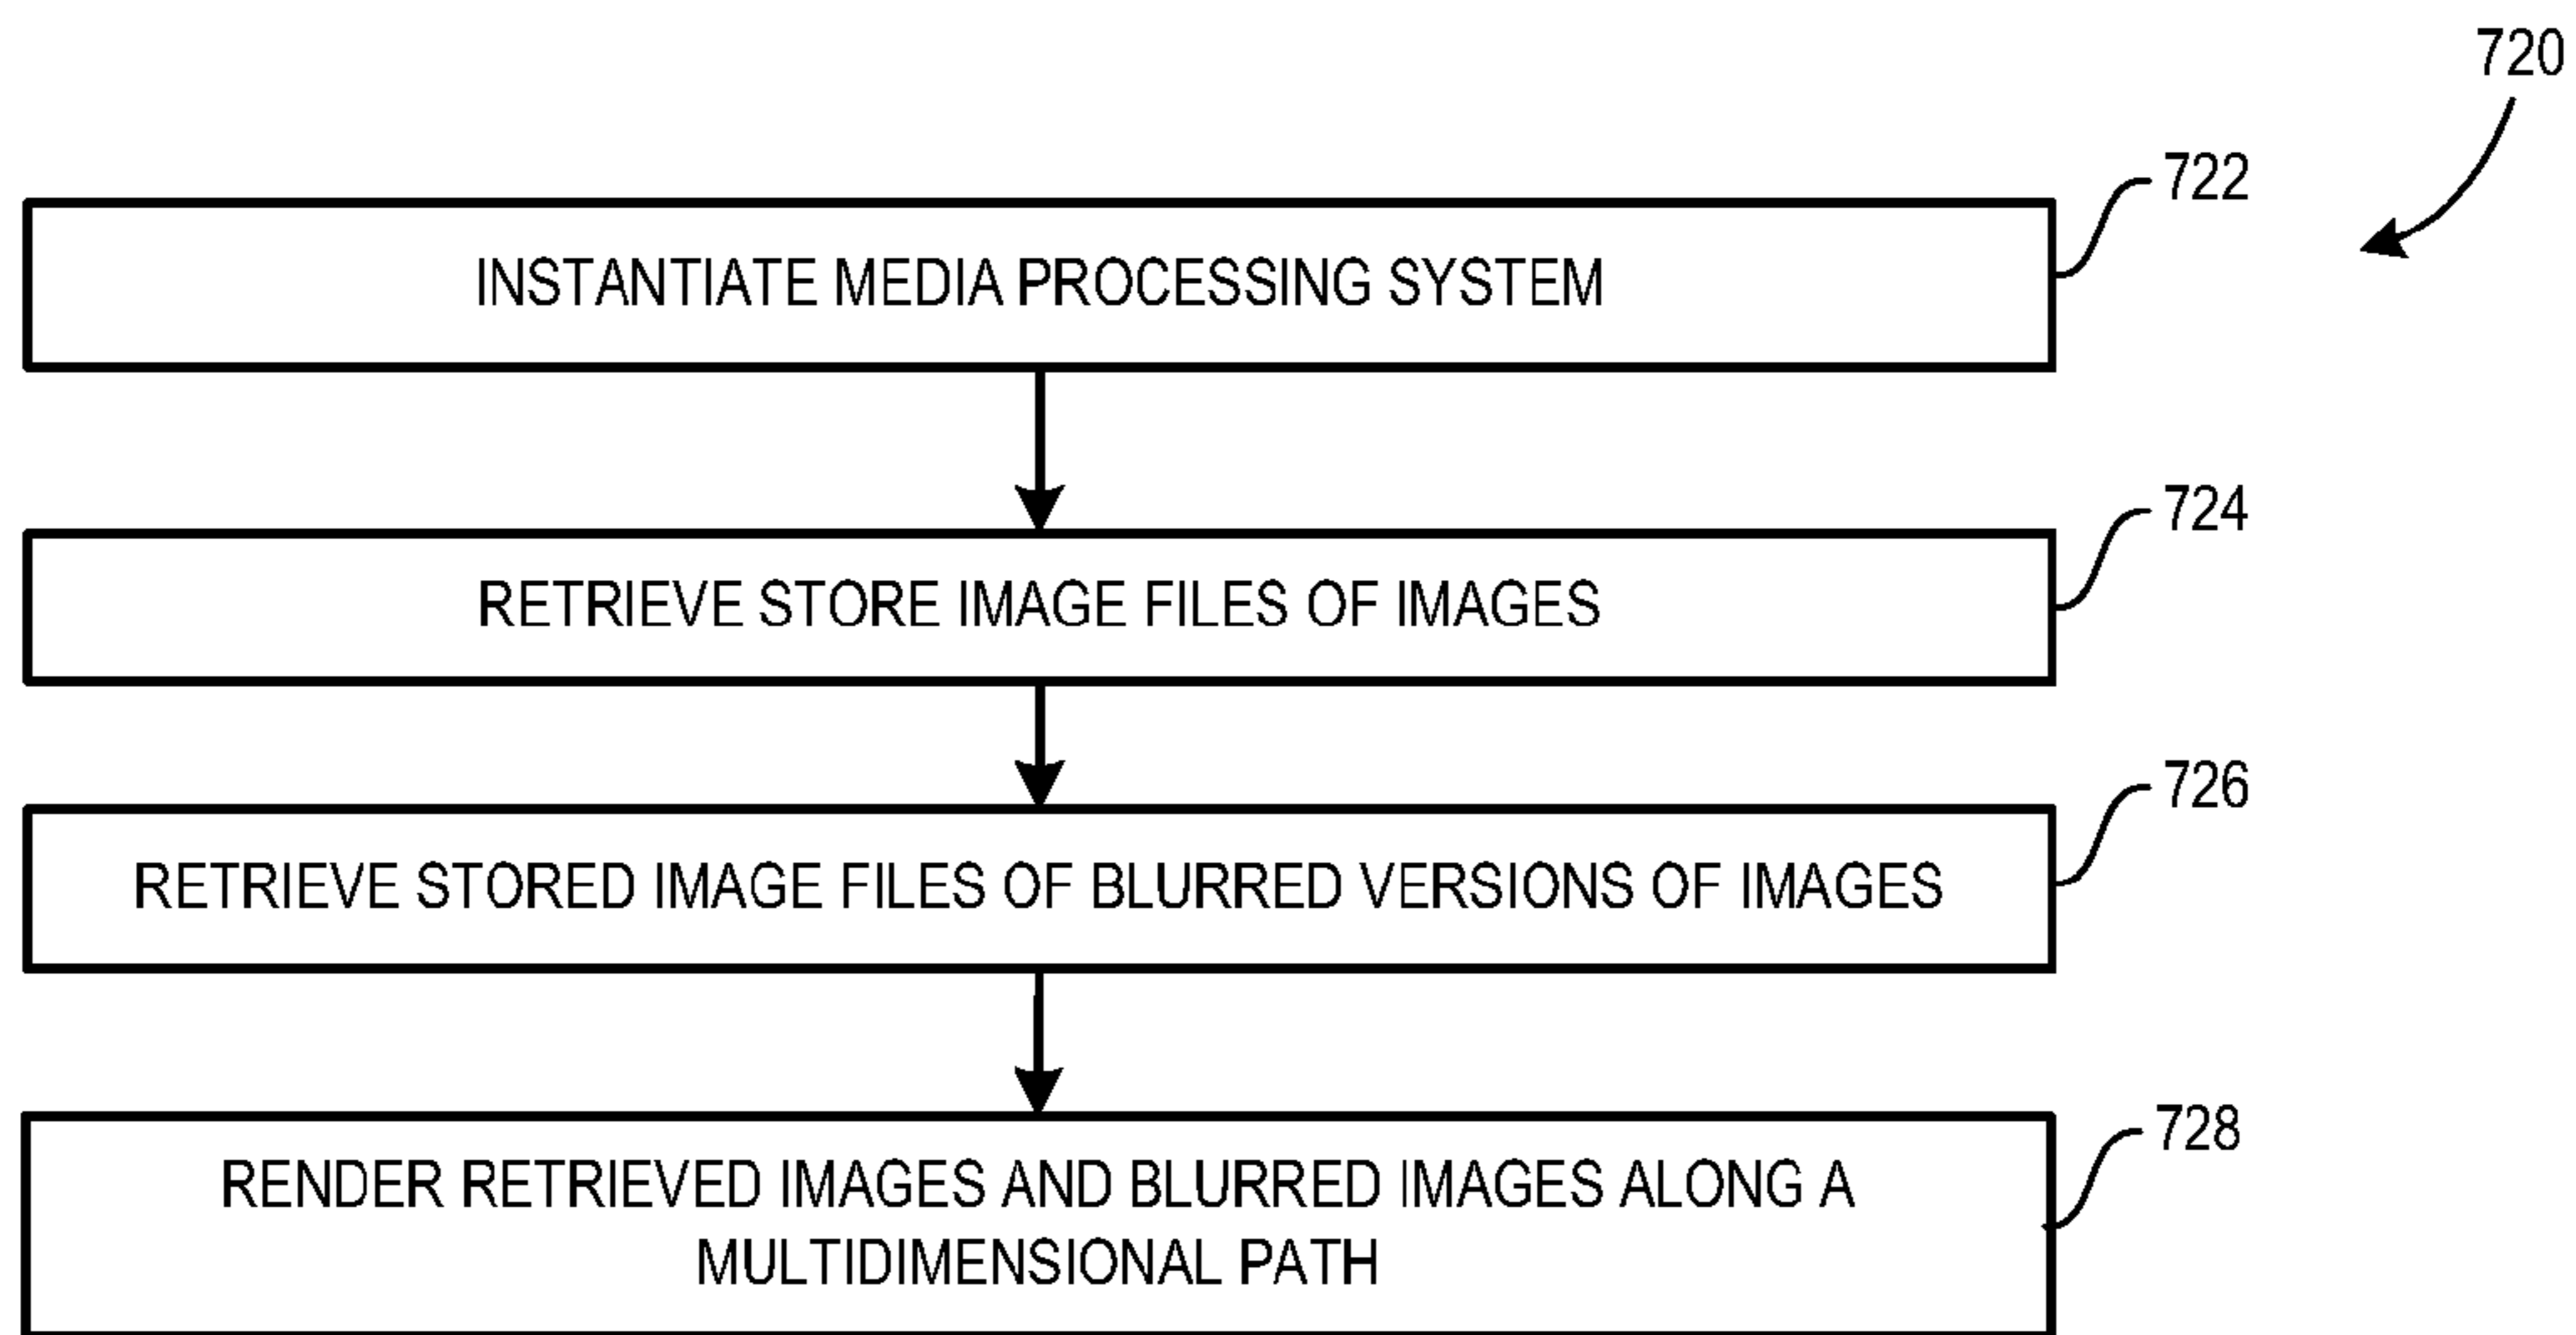 720
722
INSTANTIATE MEDIA PROCESSING SYSTEM
724
RETRIEVE STORE IMAGE FILES OF IMAGES
726
RETRIEVE STORED IMAGE FILES OF BLURRED VERSIONS OF IMAGES
728
RENDER RETRIEVED IMAGES AND BLURRED IMAGES ALONG A
MULTIDIMENSIONAL PATH